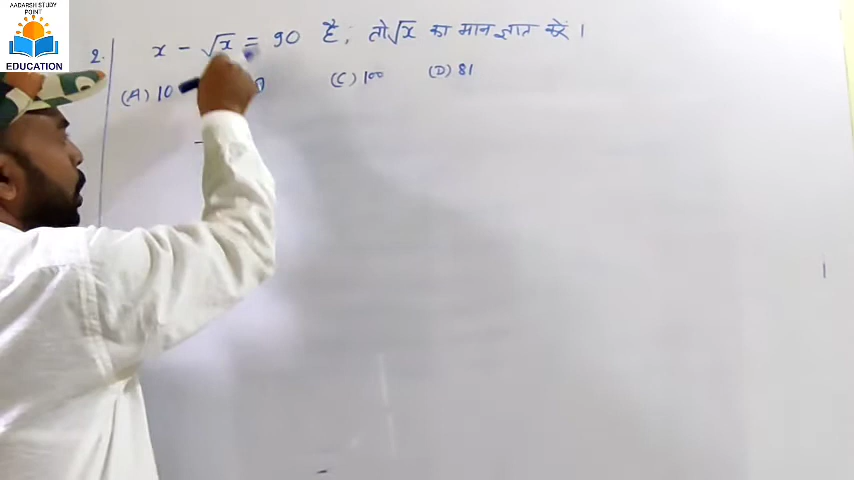 AADARSH STUDY
POINT
EDUCATION
2. x - √x = 90 है, तो √x का मान ज्ञात करें।
(A) 10 (C) 100 (D) 81